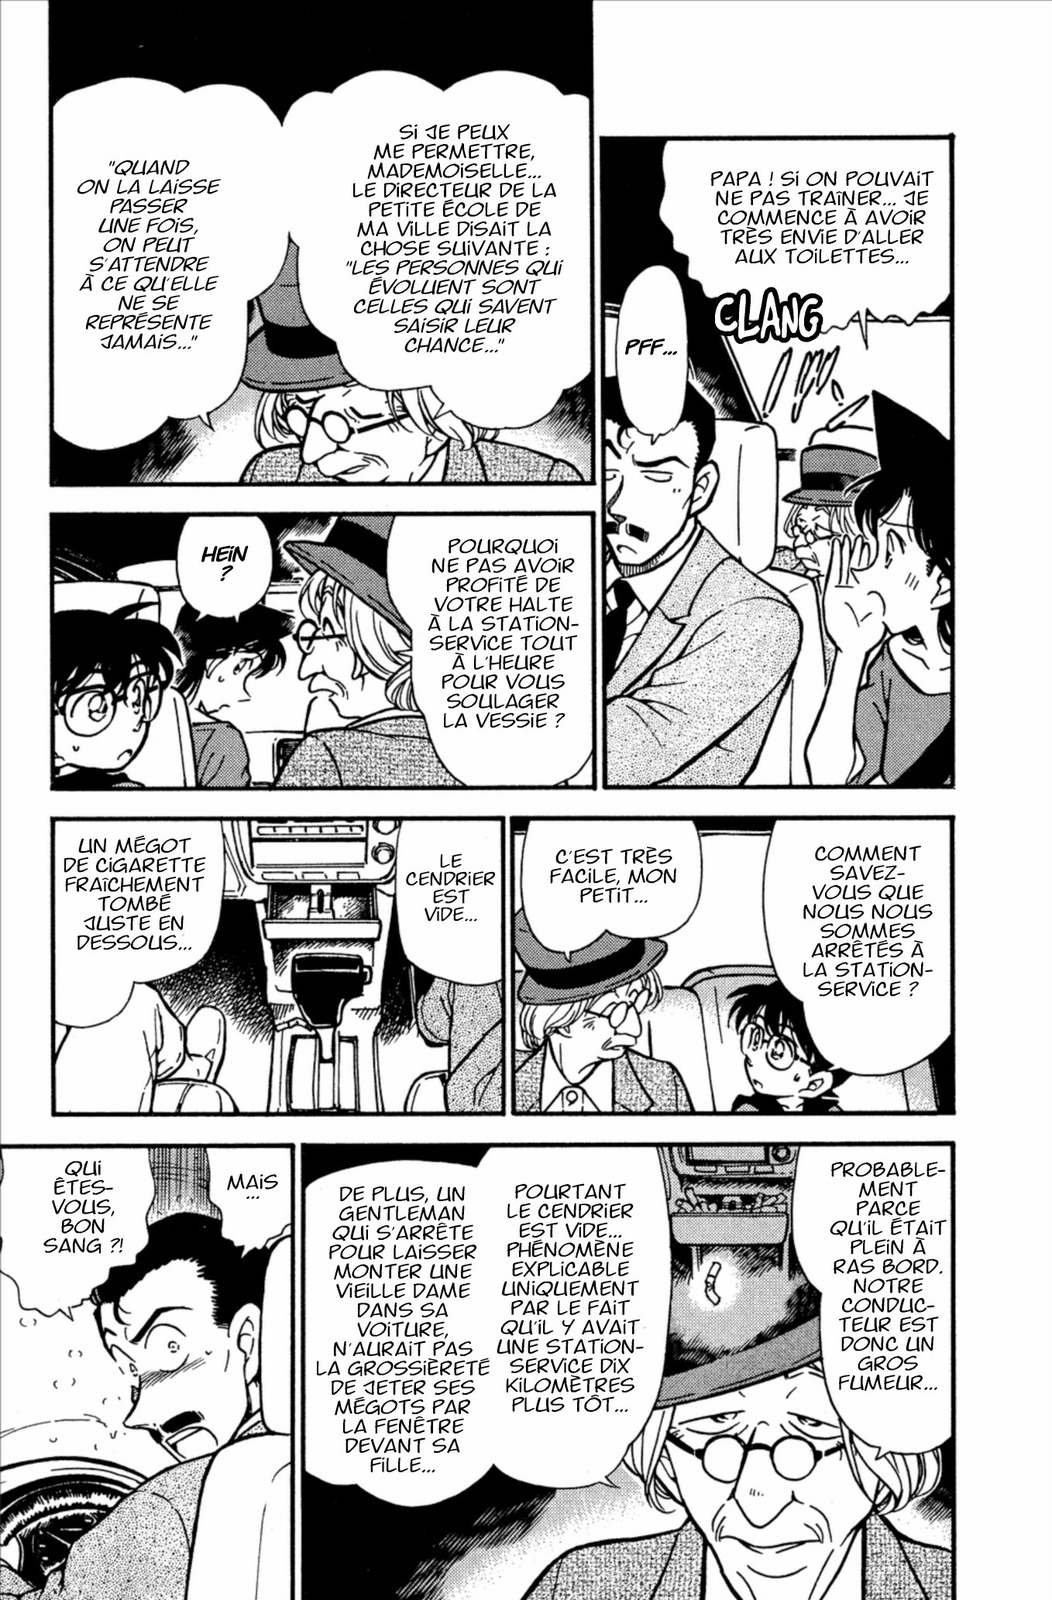 PAPA ! SI ON POUVAIT
NE PAS TRAÎNER... JE
COMMENCE À AVOIR
TRÈS ENVIE D'ALLER
AUX TOILETTES...
CLANG
PFF...
SI JE PEUX
ME PERMETTRE,
MADEMOISELLE...
LE DIRECTEUR DE LA
PETITE ÉCOLE DE
MA VILLE DISAIT LA
CHOSE SUIVANTE :
"LES PERSONNES QUI
ÉVOLUENT SONT
CELLES QUI SAVENT
SAISIR LEUR
CHANCE..."
"QUAND
ON LA LAISSE
PASSER
UNE FOIS,
ON PEUT
S'ATTENDRE
À CE QU'ELLE
NE SE
REPRÉSENTE
JAMAIS..."
POURQUOI
NE PAS AVOIR
PROFITÉ DE
VOTRE HALTE
À LA STATION-
SERVICE TOUT
À L'HEURE
POUR VOUS
SOULAGER
LA VESSIE ?
HEIN
?
COMMENT
SAVEZ-
VOUS QUE
NOUS NOUS
SOMMES
ARRÊTÉS À
LA STATION-
SERVICE ?
C'EST TRÈS
FACILE, MON
PETIT...
LE
CENDRIER
EST
VIDE...
UN MÉGOT
DE CIGARETTE
FRAÎCHEMENT
TOMBÉ
JUSTE EN
DESSOUS...
PROBABLE-
MENT
PARCE
QU'IL ÉTAIT
PLEIN À
RAS BORD.
NOTRE
CONDUC-
TEUR EST
DONC UN
GROS
FUMEUR...
POURTANT
LE CENDRIER
EST VIDE...
PHÉNOMÈNE
EXPLICABLE
UNIQUEMENT
PAR LE FAIT
QU'IL Y AVAIT
UNE STATION-
SERVICE DIX
KILOMÈTRES
PLUS TÔT...
DE PLUS, UN
GENTLEMAN
QUI S'ARRÊTE
POUR LAISSER
MONTER UNE
VIEILLE DAME
DANS SA
VOITURE,
N'AURAIT PAS
LA GROSSIÈRETÉ
DE JETER SES
MÉGOTS PAR
LA FENÊTRE
DEVANT SA
FILLE...
MAIS
...
QUI
ÊTES-
VOUS,
BON
SANG ?!